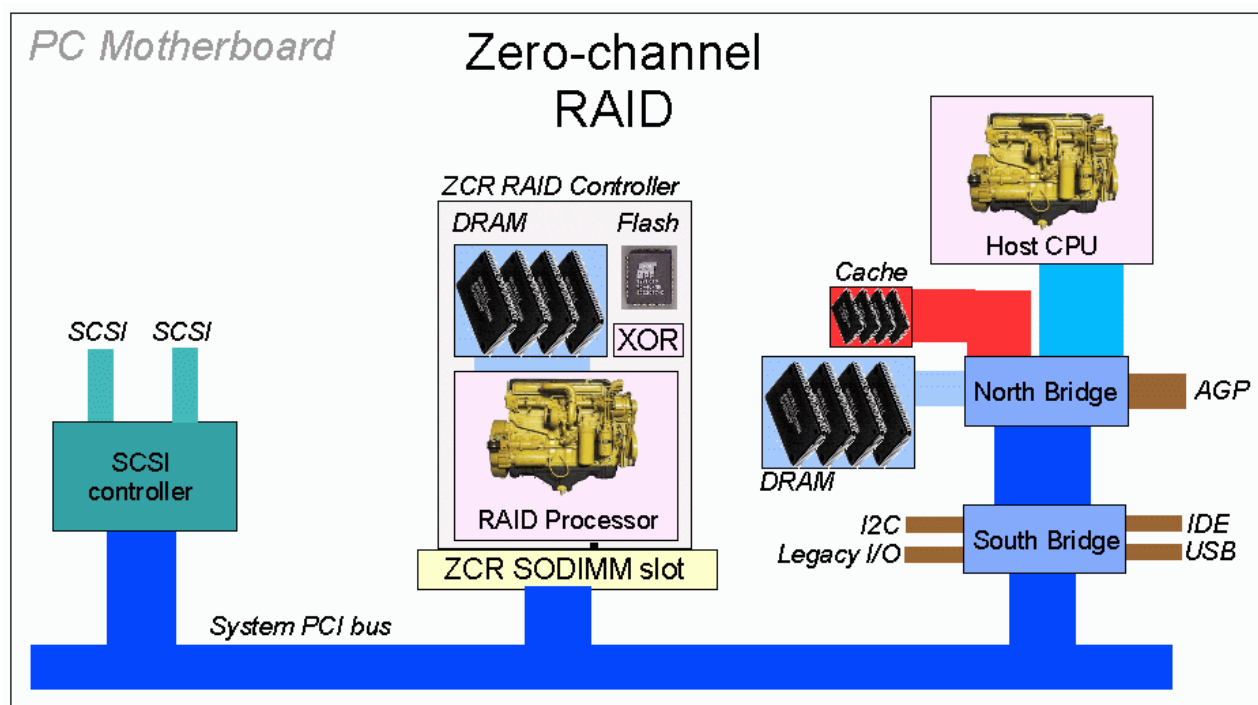 PC Motherboard
Zero-channel
RAID
ZCR RAID Controller
DRAM
Flash
XOR
RAID Processor
ZCR SODIMM slot
Host CPU
Cache
North Bridge
AGP
DRAM
I2C
Legacy I/O
South Bridge
IDE
USB
SCSI
SCSI
SCSI
controller
System PCI bus